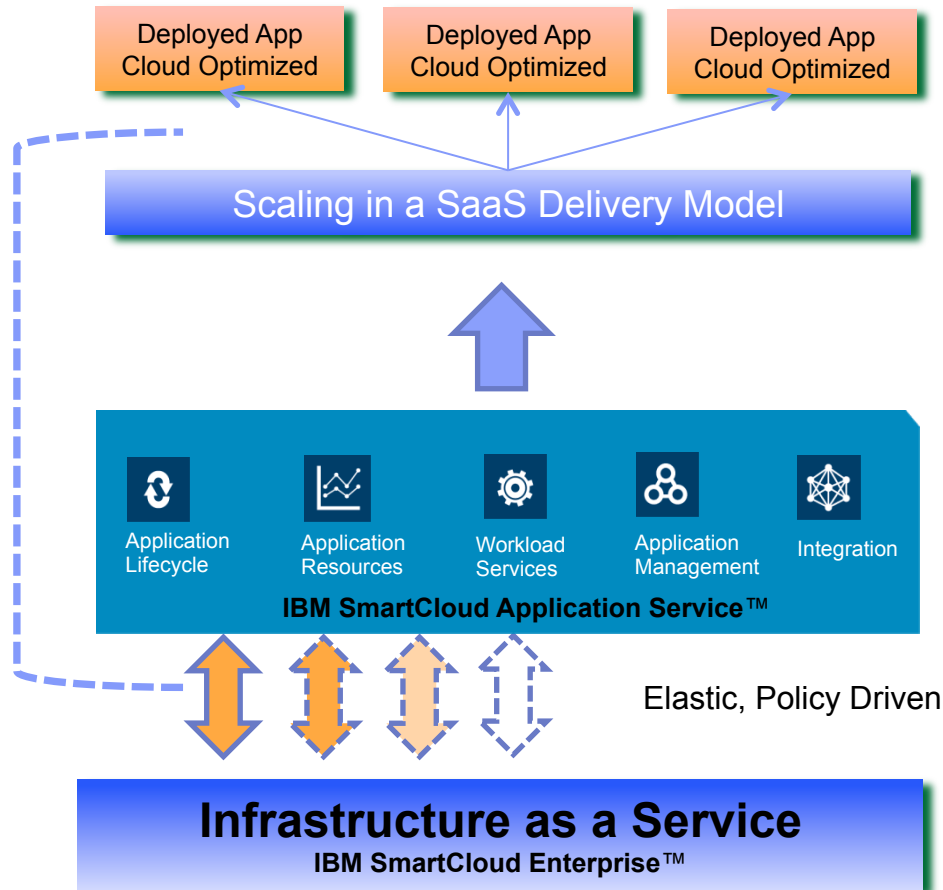 Deployed App
Cloud Optimized
Deployed App
Cloud Optimized
Deployed App
Cloud Optimized
Scaling in a SaaS Delivery Model
Application
Lifecycle
Application
Resources
Workload
Services
Application
Management
Integration
IBM SmartCloud Application Service™
Elastic, Policy Driven
Infrastructure as a Service
IBM SmartCloud Enterprise™